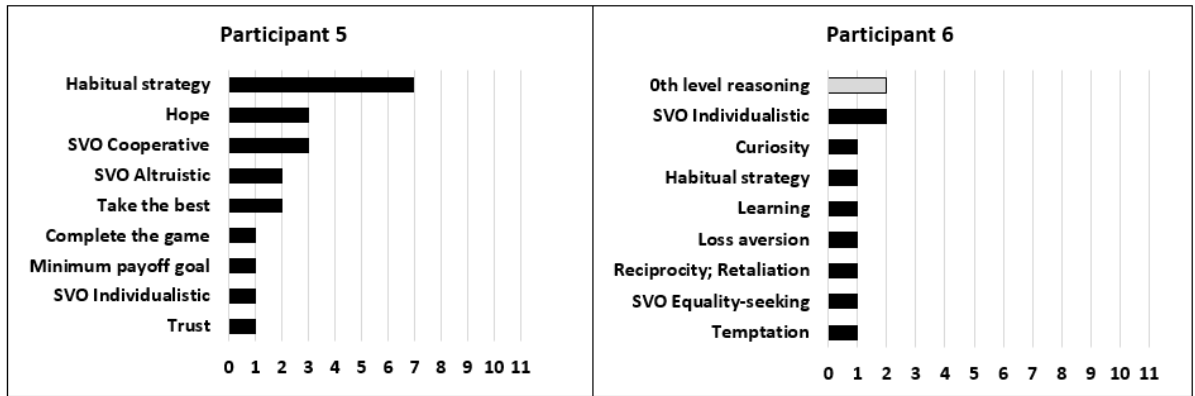 Participant 5
Habitual strategy
Hope
SVO Cooperative
SVO Altruistic
Take the best
Complete the game
Minimum payoff goal
SVO Individualistic
Trust
0 1 2 3 4 5 6 7 8 9 10 11
Participant 6
0th level reasoning
SVO Individualistic
Curiosity
Habitual strategy
Learning
Loss aversion
Reciprocity; Retaliation
SVO Equality-seeking
Temptation
0 1 2 3 4 5 6 7 8 9 10 11